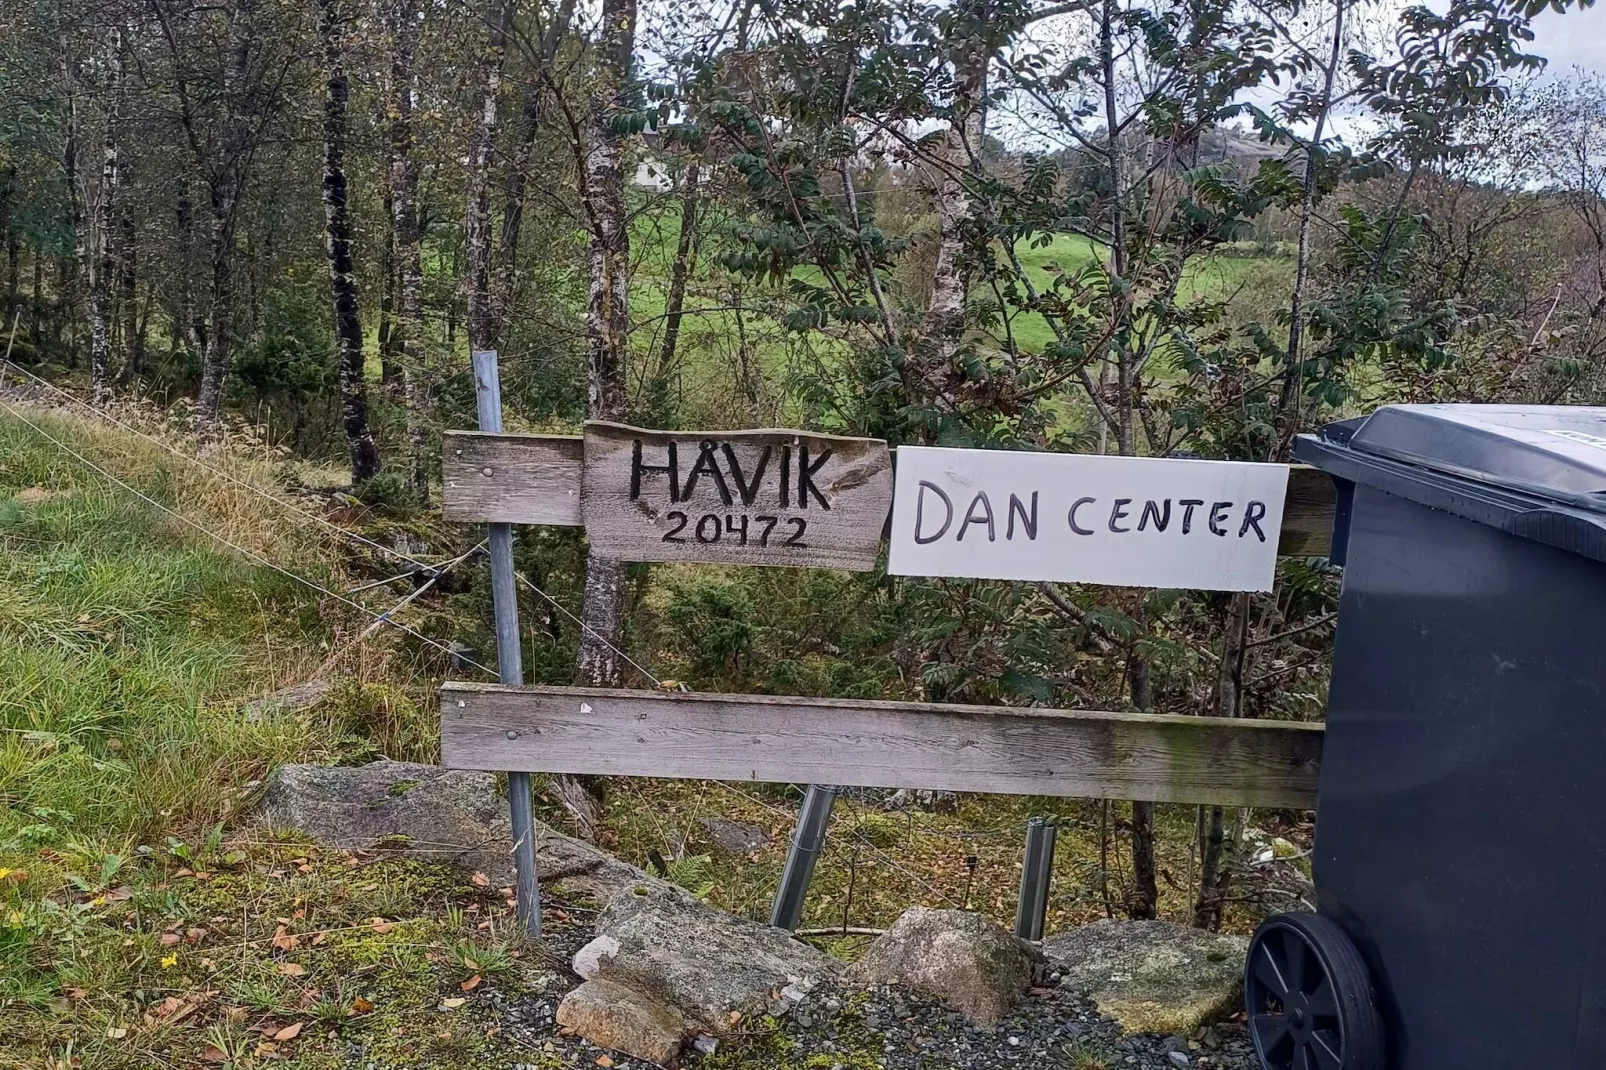 HÅVIK
20472
DAN CENTER